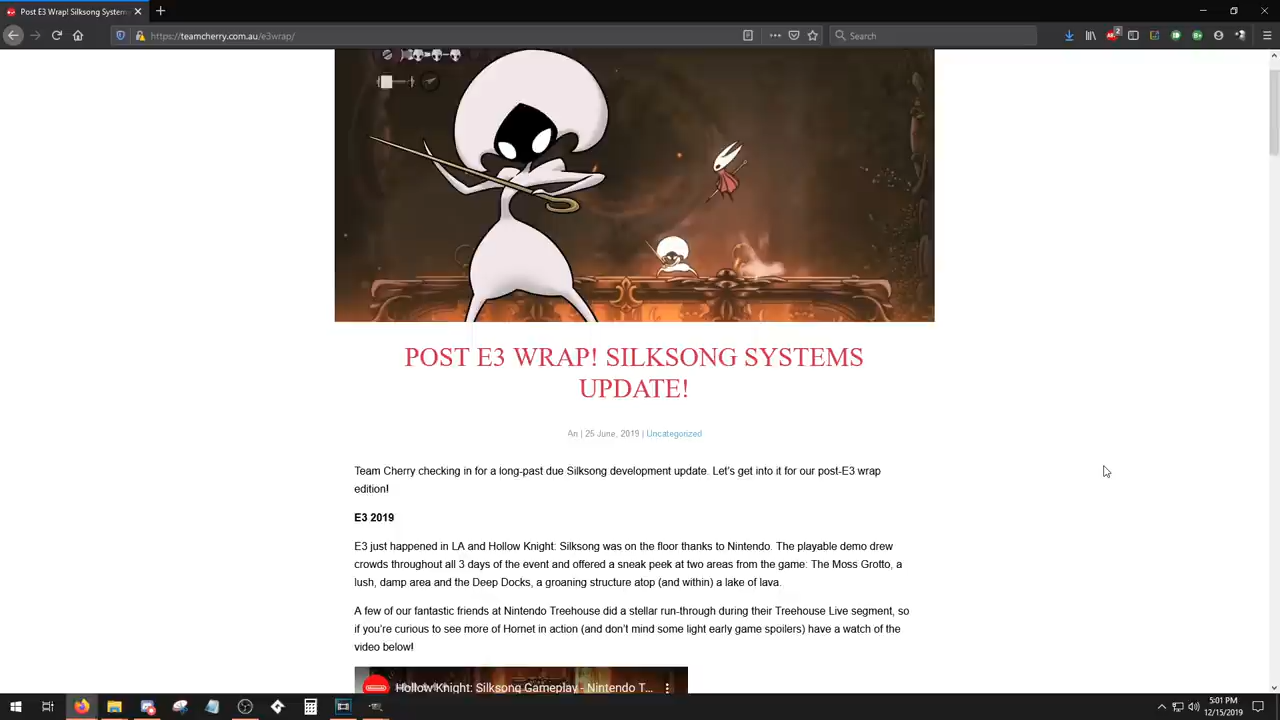 Post E3 Wrap! Silksong Systems
https://teamcherry.com.au/e3wrap/
Search
2
POST E3 WRAP! SILKSONG SYSTEMS
UPDATE!
An | 25 June, 2019 | Uncategorized
Team Cherry checking in for a long-past due Silksong development update. Let's get into it for our post-E3 wrap
edition!
E3 2019
E3 just happened in LA and Hollow Knight: Silksong was on the floor thanks to Nintendo. The playable demo drew
crowds throughout all 3 days of the event and offered a sneak peek at two areas from the game: The Moss Grotto, a
lush, damp area and the Deep Docks, a groaning structure atop (and within) a lake of lava.
A few of our fantastic friends at Nintendo Treehouse did a stellar run-through during their Treehouse Live segment, so
if you're curious to see more of Hornet in action (and don't mind some light early game spoilers) have a watch of the
video below!
Nintendo
Hollow Knight: Silksong Gameplay - Nintendo T...
5:01 PM
12/15/2019